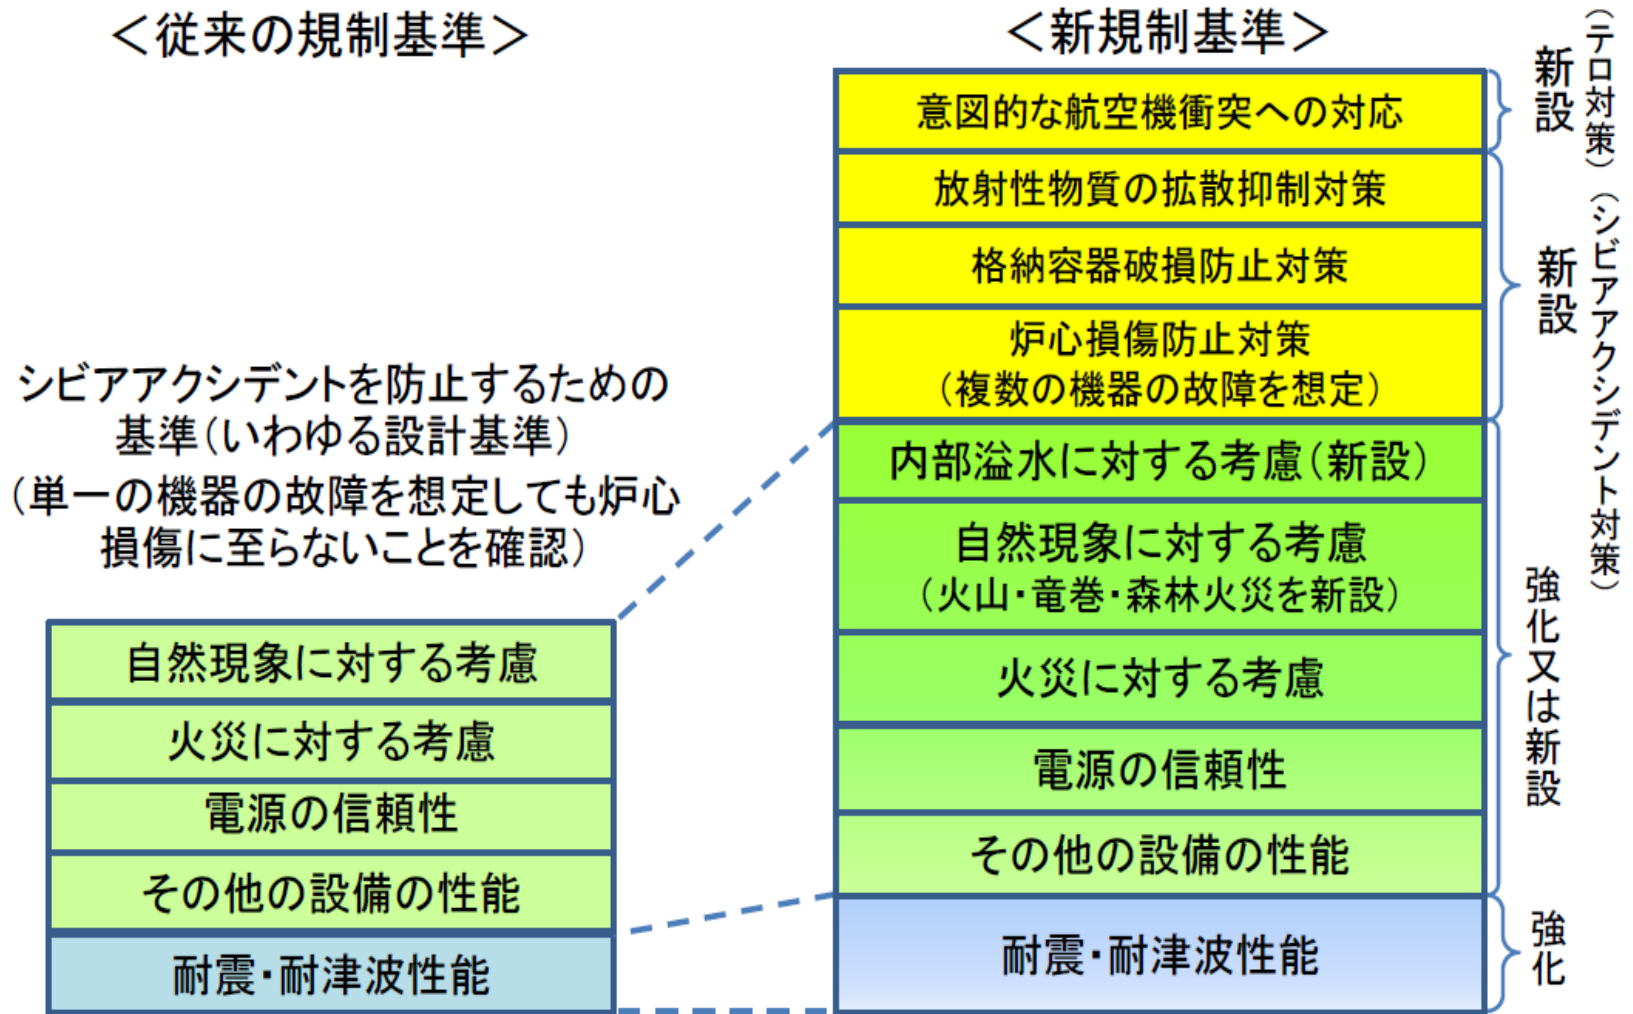 ＜従来の規制基準＞
シビアアクシデントを防止するための
基準（いわゆる設計基準）
（単一の機器の故障を想定しても炉心
損傷に至らないことを確認）
自然現象に対する考慮
火災に対する考慮
電源の信頼性
その他の設備の性能
耐震・耐津波性能
＜新規制基準＞
意図的な航空機衝突への対応
放射性物質の拡散抑制対策
格納容器破損防止対策
炉心損傷防止対策
（複数の機器の故障を想定）
内部溢水に対する考慮（新設）
自然現象に対する考慮
（火山・竜巻・森林火災を新設）
火災に対する考慮
電源の信頼性
その他の設備の性能
耐震・耐津波性能
新設
（テロ対策）
新設
（シビアアクシデント対策）
強化又は新設
強化